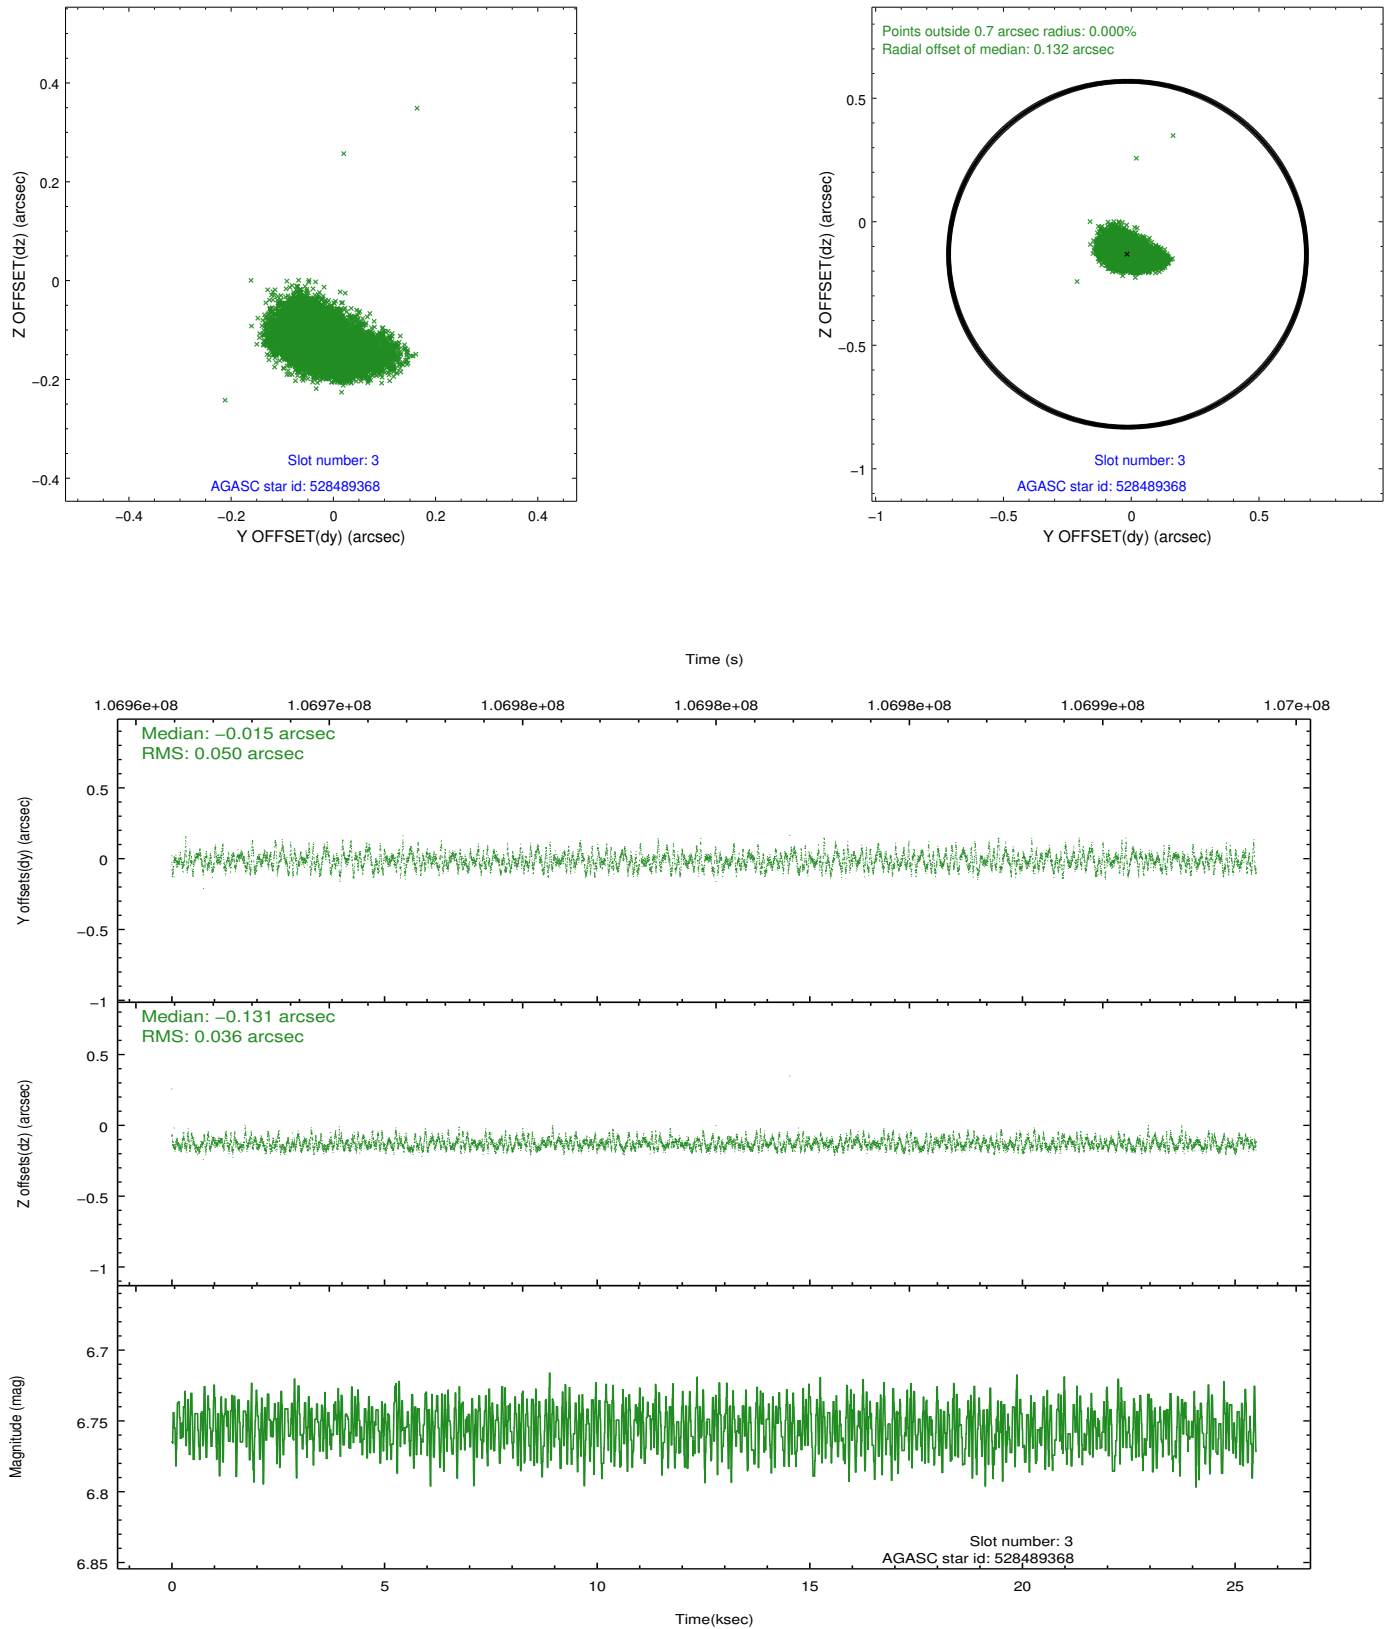 0.4
0.2
0
−0.2
−0.4
Z OFFSET(dz) (arcsec)
Slot number: 3
AGASC star id: 528489368
−0.4 −0.2 0 0.2 0.4
Y OFFSET(dy) (arcsec)
Points outside 0.7 arcsec radius: 0.000%
Radial offset of median: 0.132 arcsec
0.5
0
−0.5
−1
Z OFFSET(dz) (arcsec)
Slot number: 3
AGASC star id: 528489368
−1 −0.5 0 0.5
Y OFFSET(dy) (arcsec)
Time (s)
1.0696e+08 1.0697e+08 1.0698e+08 1.0698e+08 1.0698e+08 1.0699e+08 1.07e+08
Median: −0.015 arcsec
RMS: 0.050 arcsec
0.5
0
−0.5
−1
Y offsets(dy) (arcsec)
Median: −0.131 arcsec
RMS: 0.036 arcsec
0.5
0
−0.5
−1
Z offsets(dz) (arcsec)
6.7
6.75
6.8
6.85
Magnitude (mag)
Slot number: 3
AGASC star id: 528489368
0 5 10 15 20 25
Time(ksec)